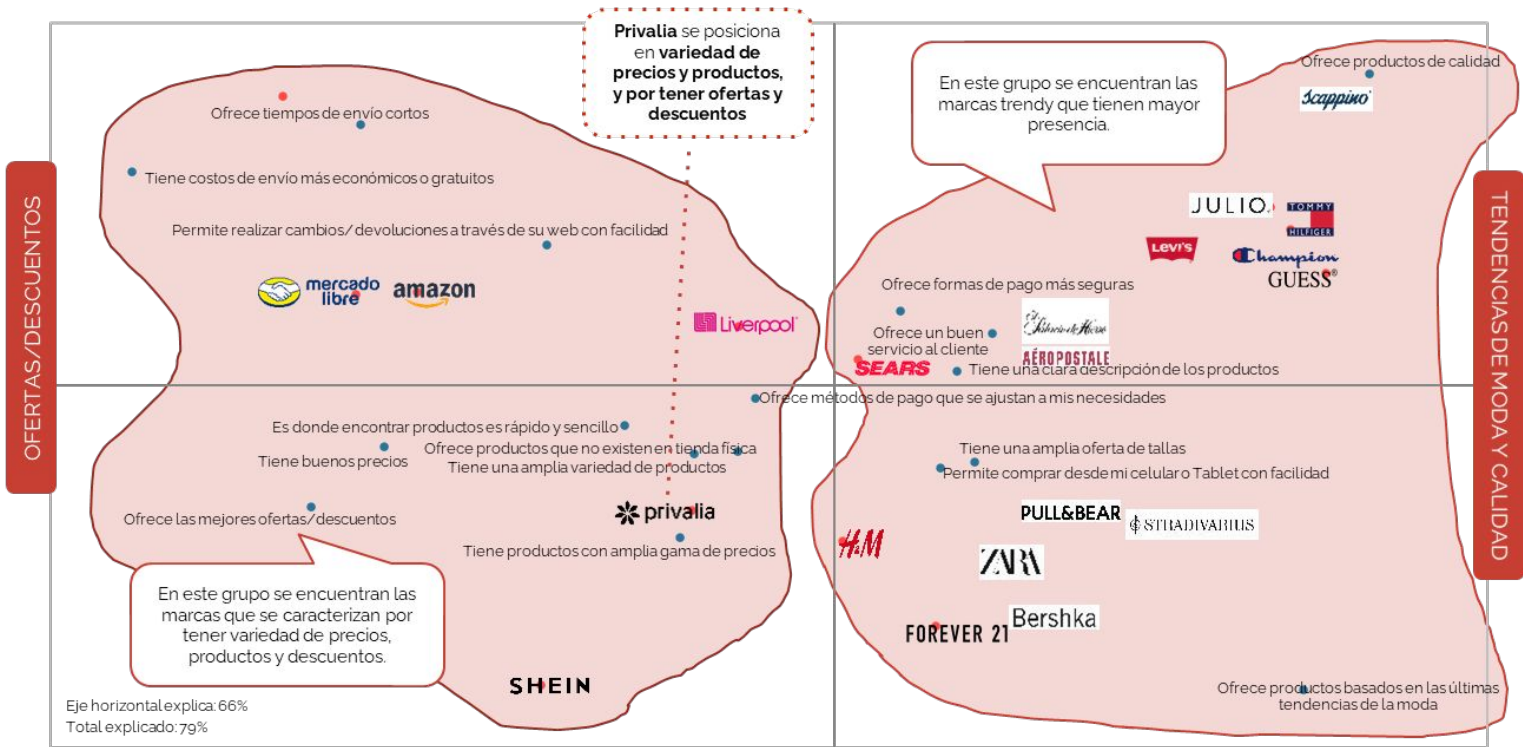 Privalia se posiciona
en variedad de
precios y productos,
y por tener ofertas y
descuentos
En este grupo se encuentran las
marcas trendy que tienen mayor
presencia.
Ofrece productos de calidad
Scappino
Ofrece tiempos de envío cortos
Tiene costos de envío más económicos o gratuitos
OFERTAS/DESCUENTOS
TENDENCIAS DE MODA Y CALIDAD
Permite realizar cambios/ devoluciones a través de su web con facilidad
JULIO
TOMMY
HILFIGER
Levi's
Champion
GUESS
mercado
libre
amazon
Liverpool
Ofrece formas de pago más seguras
El Palacio de Hierro
Ofrece un buen
servicio al cliente
AÉROPOSTALE
SEARS
Tiene una clara descripción de los productos
Ofrece métodos de pago que se ajustan a mis necesidades
Es donde encontrar productos es rápido y sencillo
Ofrece productos que no existen en tienda física
Tiene buenos precios
Tiene una amplia variedad de productos
Tiene una amplia oferta de tallas
Permite comprar desde mi celular o Tablet con facilidad
Ofrece las mejores ofertas/descuentos
privalia
Tiene productos con amplia gama de precios
PULL&BEAR
STRADIVARIUS
H&M
ZARA
En este grupo se encuentran las
marcas que se caracterizan por
tener variedad de precios,
productos y descuentos.
FOREVER 21
Bershka
SHEIN
Ofrece productos basados en las últimas
tendencias de la moda
Eje horizontal explica: 66%
Total explicado: 79%